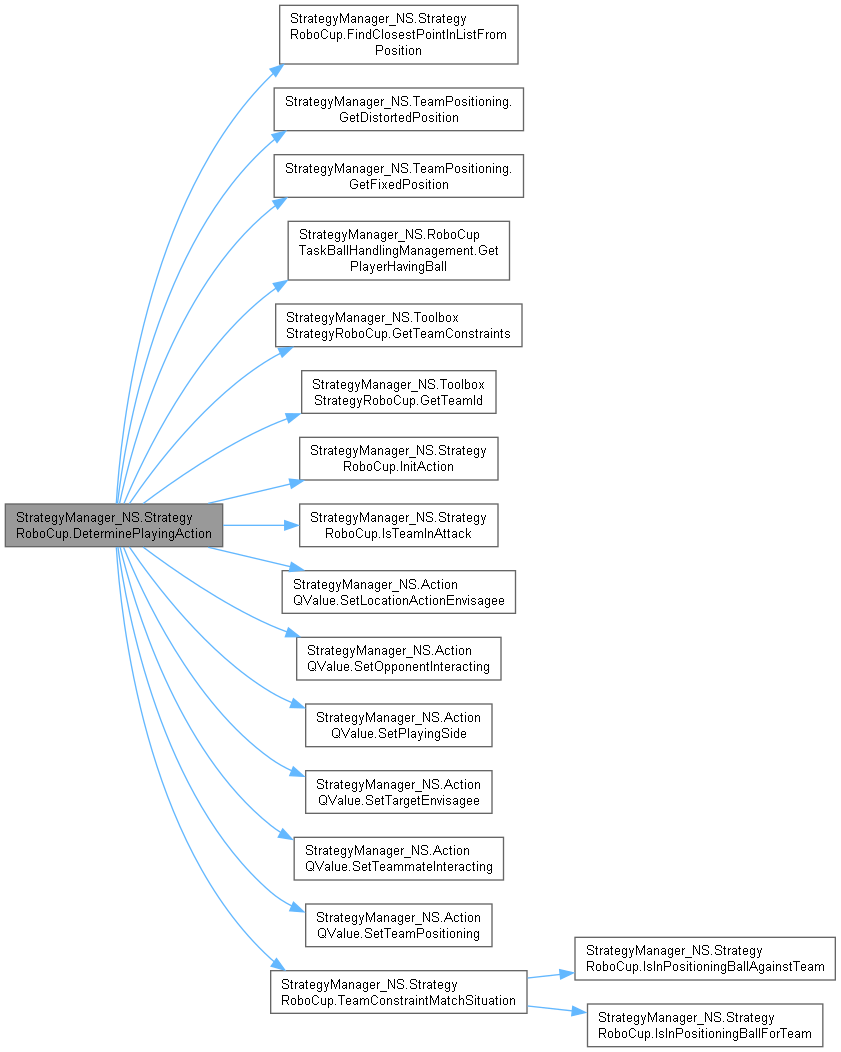 StrategyManager_NS.Strategy
RoboCup.FindClosestPointInListFrom
Position
StrategyManager_NS.TeamPositioning.
GetDistortedPosition
StrategyManager_NS.TeamPositioning.
GetFixedPosition
StrategyManager_NS.RoboCup
TaskBallHandlingManagement.Get
PlayerHavingBall
StrategyManager_NS.Toolbox
StrategyRoboCup.GetTeamConstraints
StrategyManager_NS.Toolbox
StrategyRoboCup.GetTeamId
StrategyManager_NS.Strategy
RoboCup.InitAction
StrategyManager_NS.Strategy
RoboCup.DeterminePlayingAction
StrategyManager_NS.Strategy
RoboCup.IsTeamInAttack
StrategyManager_NS.Action
QValue.SetLocationActionEnvisagee
StrategyManager_NS.Action
QValue.SetOpponentInteracting
StrategyManager_NS.Action
QValue.SetPlayingSide
StrategyManager_NS.Action
QValue.SetTargetEnvisagee
StrategyManager_NS.Action
QValue.SetTeammateInteracting
StrategyManager_NS.Action
QValue.SetTeamPositioning
StrategyManager_NS.Strategy
RoboCup.TeamConstraintMatchSituation
StrategyManager_NS.Strategy
RoboCup.IsInPositioningBallAgainstTeam
StrategyManager_NS.Strategy
RoboCup.IsInPositioningBallForTeam